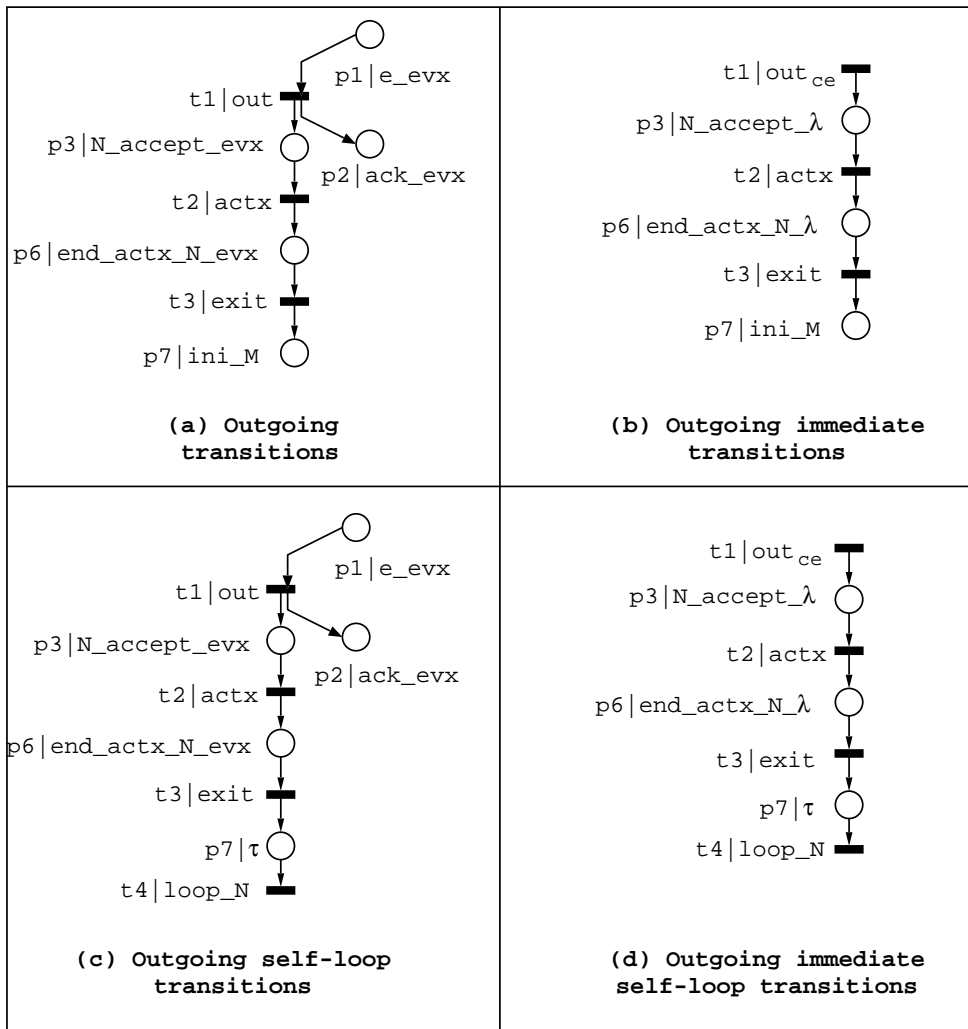 p1|e_evx
t1|out
p3|N_accept_evx
p2|ack_evx
t2|actx
p6|end_actx_N_evx
t3|exit
p7|ini_M
(a) Outgoing
transitions
t1|out_ce
p3|N_accept_λ
t2|actx
p6|end_actx_N_λ
t3|exit
p7|ini_M
(b) Outgoing immediate
transitions
p1|e_evx
t1|out
p3|N_accept_evx
p2|ack_evx
t2|actx
p6|end_actx_N_evx
t3|exit
p7|τ
t4|loop_N
(c) Outgoing self-loop
transitions
t1|out_ce
p3|N_accept_λ
t2|actx
p6|end_actx_N_λ
t3|exit
p7|τ
t4|loop_N
(d) Outgoing immediate
self-loop transitions